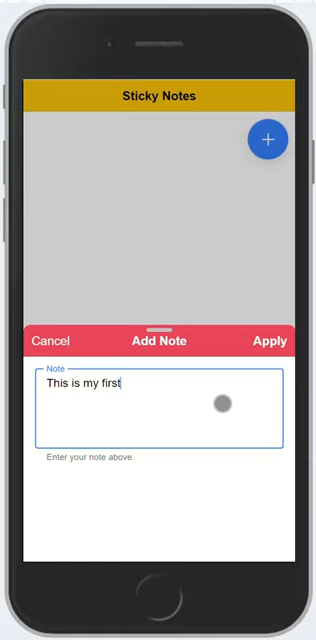 Sticky Notes
Cancel Add Note Apply
Note
This is my first
Enter your note above